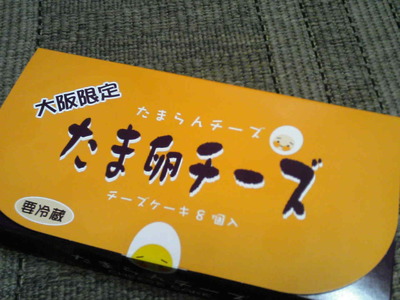 大阪限定
たまらんチーズ
たま卵チーズ
チーズケーキ8個入
要冷蔵